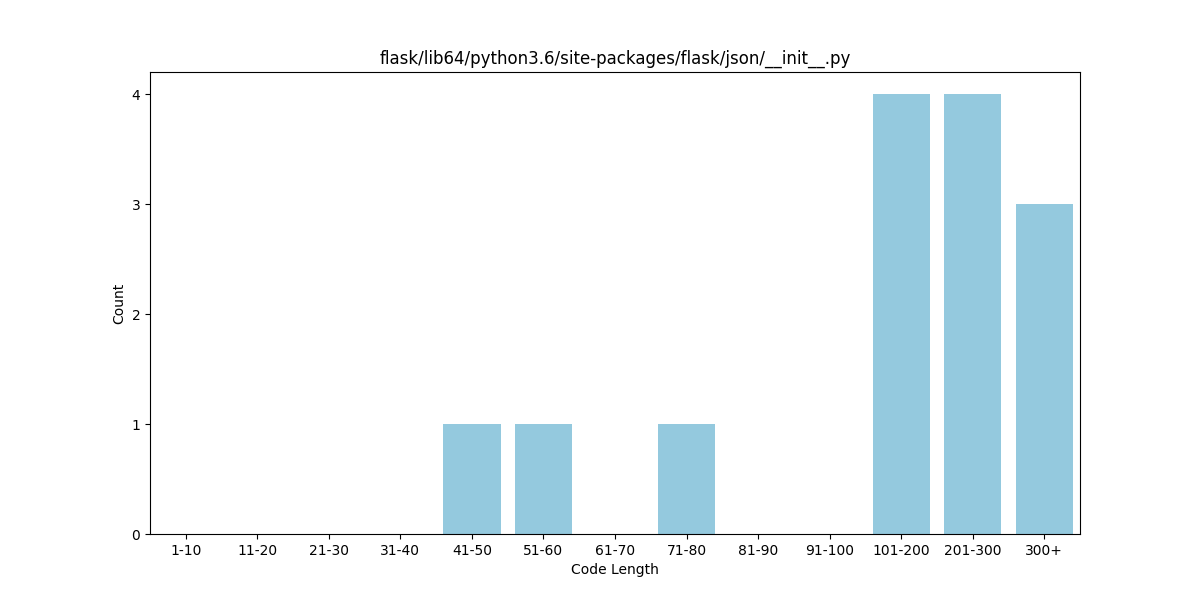 flask/lib64/python3.6/site-packages/flask/json/__init__.py
4
3
2
1
0
Count
1-10 11-20 21-30 31-40 41-50 51-60 61-70 71-80 81-90 91-100 101-200 201-300 300+
Code Length